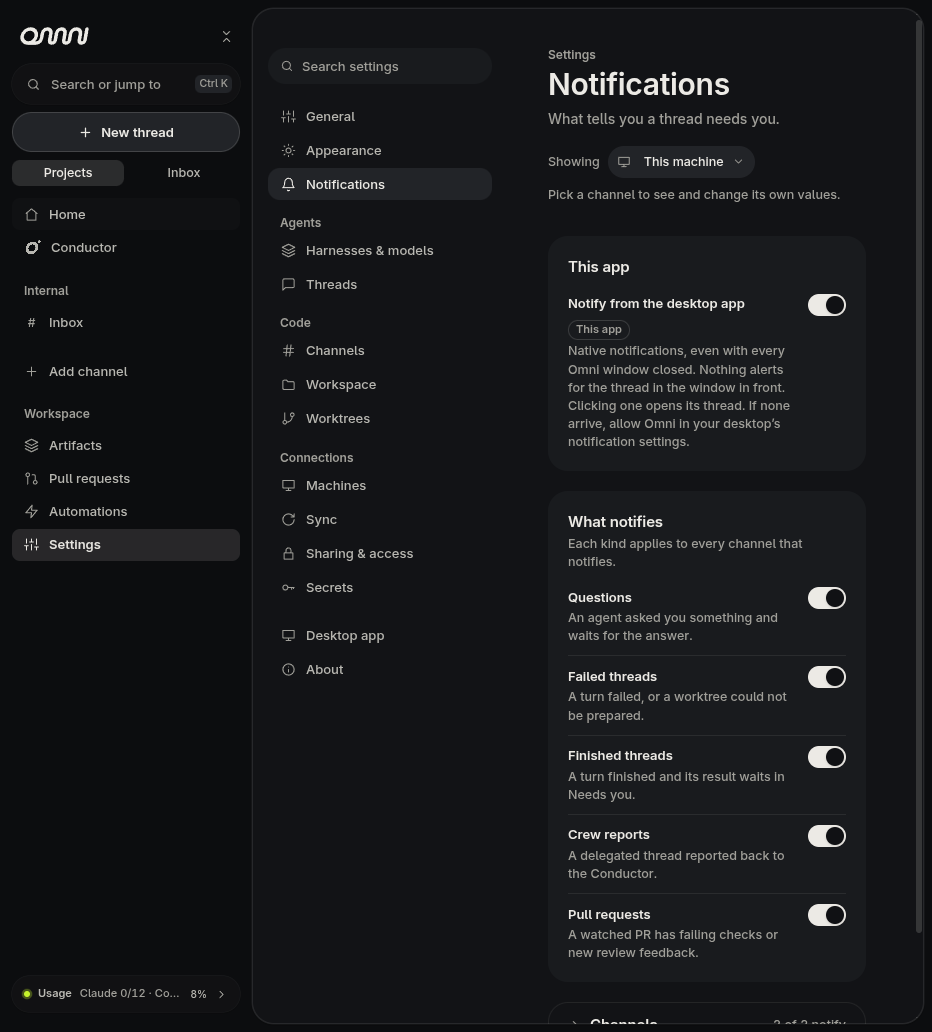 omni
Search or jump to
Ctrl K
New thread
Projects
Inbox
Home
Conductor
Internal
# Inbox
Add channel
Workspace
Artifacts
Pull requests
Automations
Settings
Usage Claude 0/12 · Co... 8%
Search settings
General
Appearance
Notifications
Agents
Harnesses & models
Threads
Code
Channels
Workspace
Worktrees
Connections
Machines
Sync
Sharing & access
Secrets
Desktop app
About
Settings
Notifications
What tells you a thread needs you.
Showing
This machine
Pick a channel to see and change its own values.
This app
Notify from the desktop app
This app
Native notifications, even with every
Omni window closed. Nothing alerts
for the thread in the window in front.
Clicking one opens its thread. If none
arrive, allow Omni in your desktop's
notification settings.
What notifies
Each kind applies to every channel that
notifies.
Questions
An agent asked you something and
waits for the answer.
Failed threads
A turn failed, or a worktree could not
be prepared.
Finished threads
A turn finished and its result waits in
Needs you.
Crew reports
A delegated thread reported back to
the Conductor.
Pull requests
A watched PR has failing checks or
new review feedback.
Channels